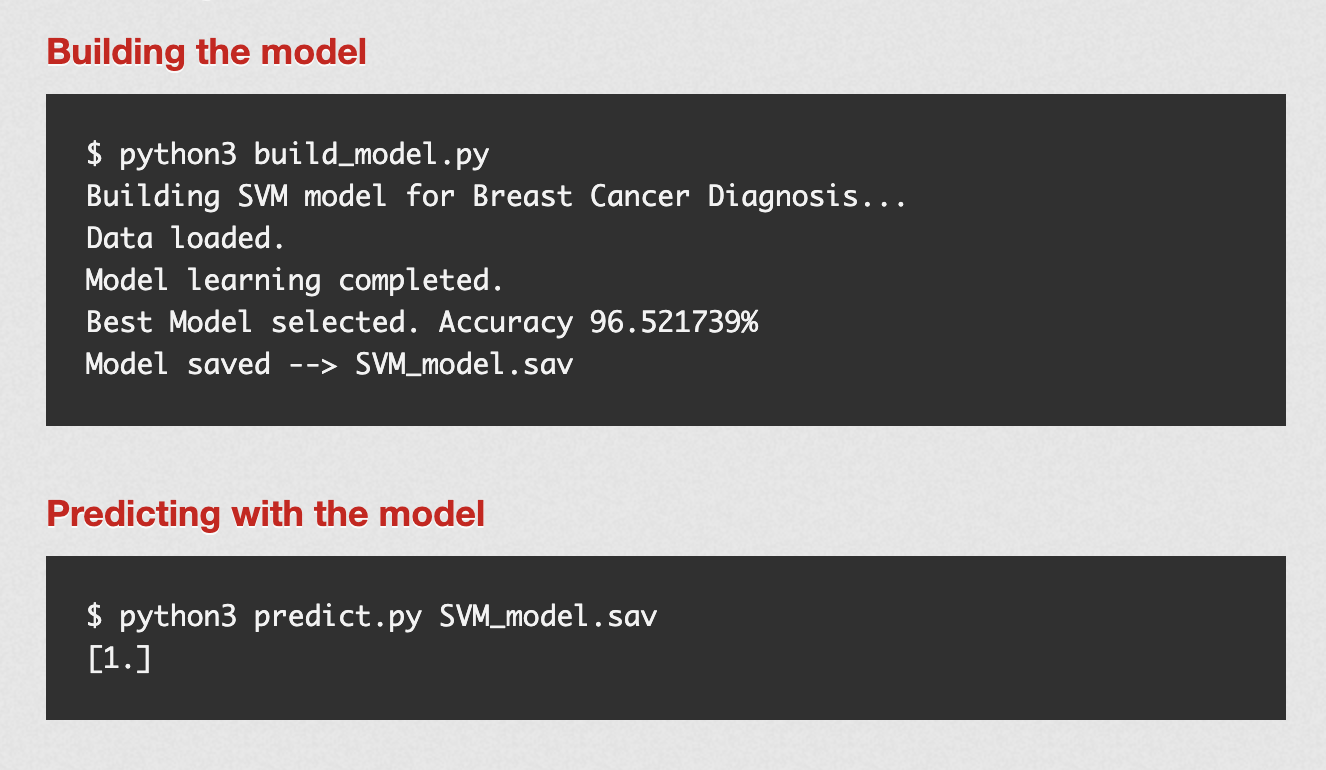 Building the model
$ python3 build_model.py
Building SVM model for Breast Cancer Diagnosis...
Data loaded.
Model learning completed.
Best Model selected. Accuracy 96.521739%
Model saved --> SVM_model.sav
Predicting with the model
$ python3 predict.py SVM_model.sav
[1.]